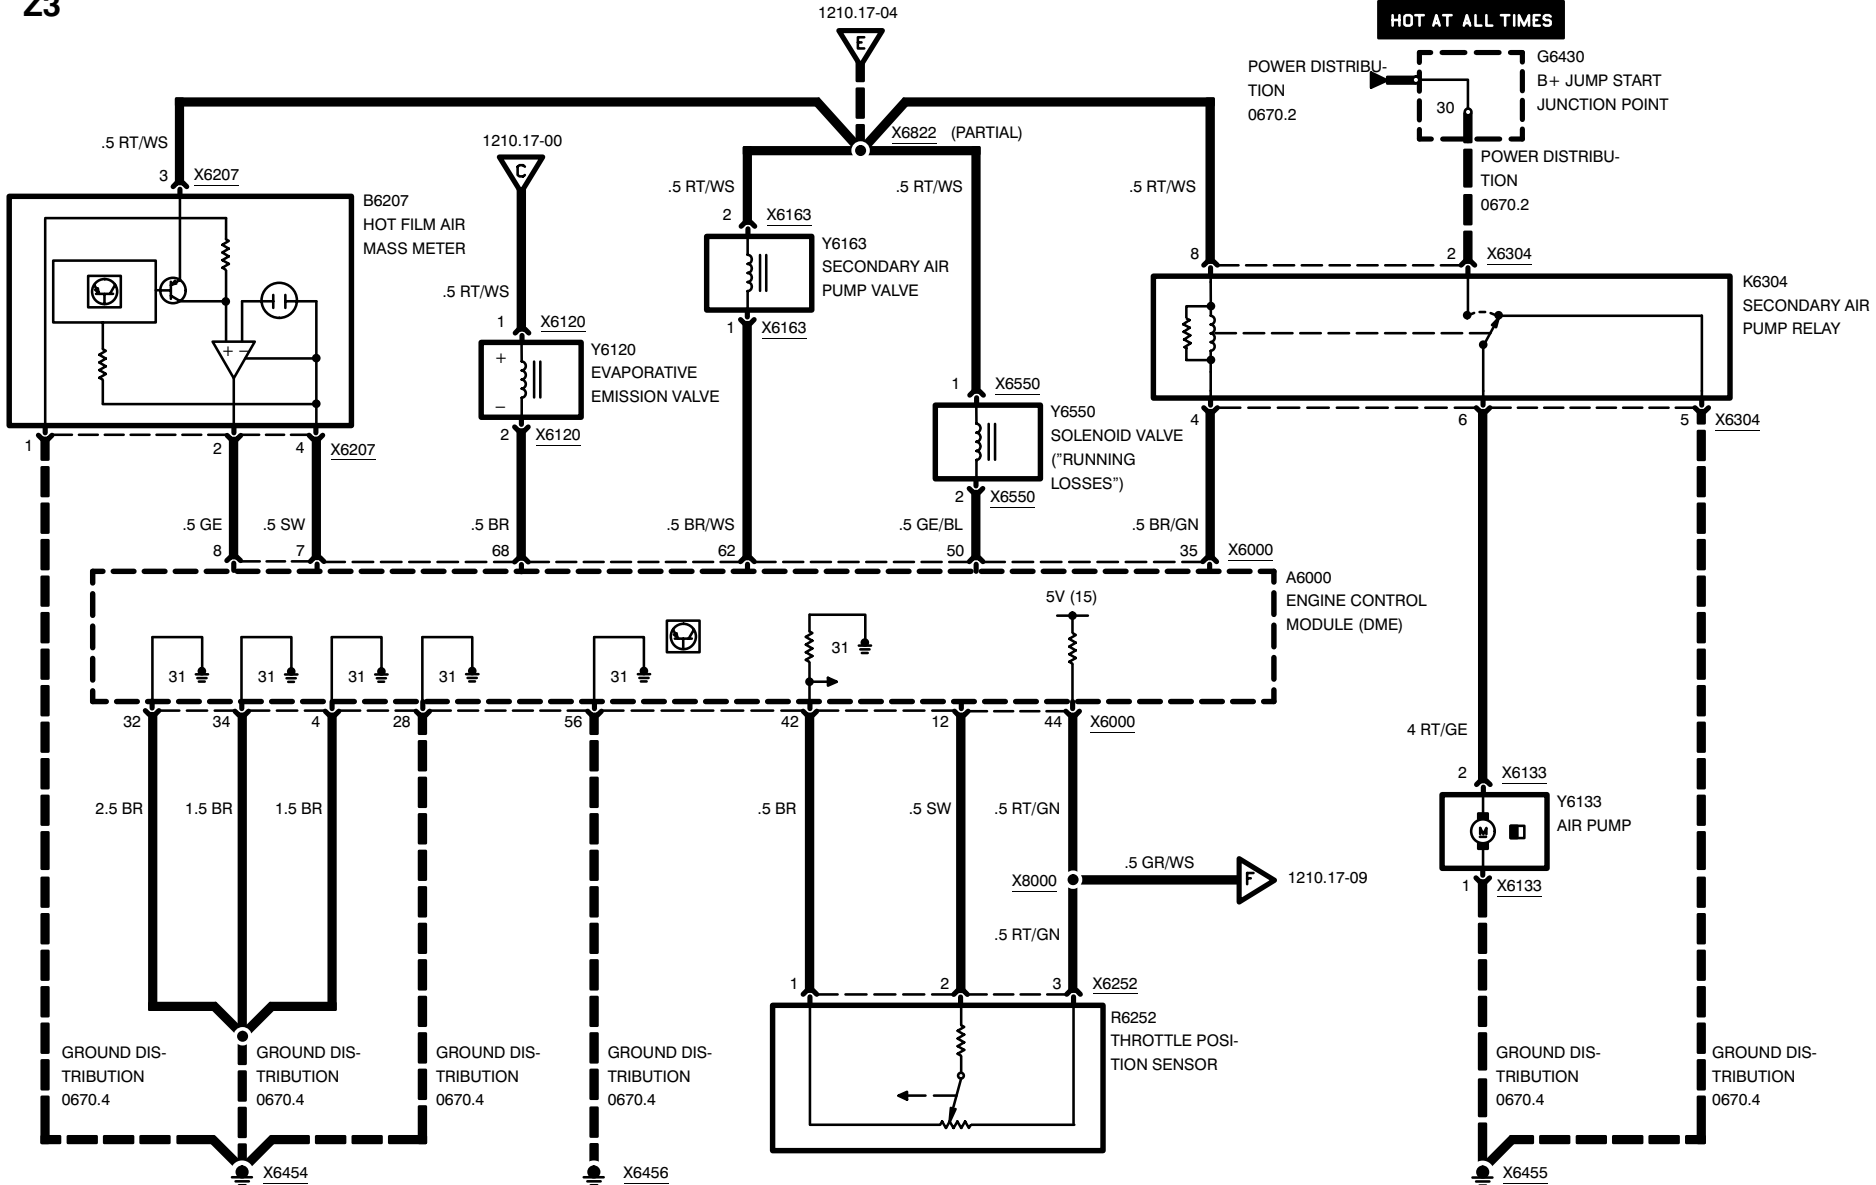 Z3
1210.17-04
E
HOT AT ALL TIMES
POWER DISTRIBU-
TION
0670.2
30
G6430
B+ JUMP START
JUNCTION POINT
POWER DISTRIBU-
TION
0670.2
.5 RT/WS
X6822 (PARTIAL)
1210.17-00
C
3 X6207
.5 RT/WS
.5 RT/WS
.5 RT/WS
B6207
HOT FILM AIR
MASS METER
+ −
2 X6163
Y6163
SECONDARY AIR
PUMP VALVE
1 X6163
8
2 X6304
K6304
SECONDARY AIR
PUMP RELAY
.5 RT/WS
1 X6120
Y6120
EVAPORATIVE
EMISSION VALVE
+
−
2 X6120
1 X6550
Y6550
SOLENOID VALVE
("RUNNING
LOSSES")
2 X6550
4
6
5 X6304
1
2
4 X6207
.5 GE
.5 SW
.5 BR
.5 BR/WS
.5 GE/BL
.5 BR/GN
8
7
68
62
50
35 X6000
A6000
ENGINE CONTROL
MODULE (DME)
5V (15)
31
31
31
31
31
31
32
34
4
28
56
42
12
44 X6000
2.5 BR
1.5 BR
1.5 BR
.5 BR
.5 SW
.5 RT/GN
4 RT/GE
2 X6133
Y6133
AIR PUMP
M
1 X6133
X8000
.5 GR/WS
F
1210.17-09
.5 RT/GN
1
2
3 X6252
R6252
THROTTLE POSI-
TION SENSOR
GROUND DIS-
TRIBUTION
0670.4
GROUND DIS-
TRIBUTION
0670.4
GROUND DIS-
TRIBUTION
0670.4
GROUND DIS-
TRIBUTION
0670.4
GROUND DIS-
TRIBUTION
0670.4
GROUND DIS-
TRIBUTION
0670.4
X6454
X6456
X6455